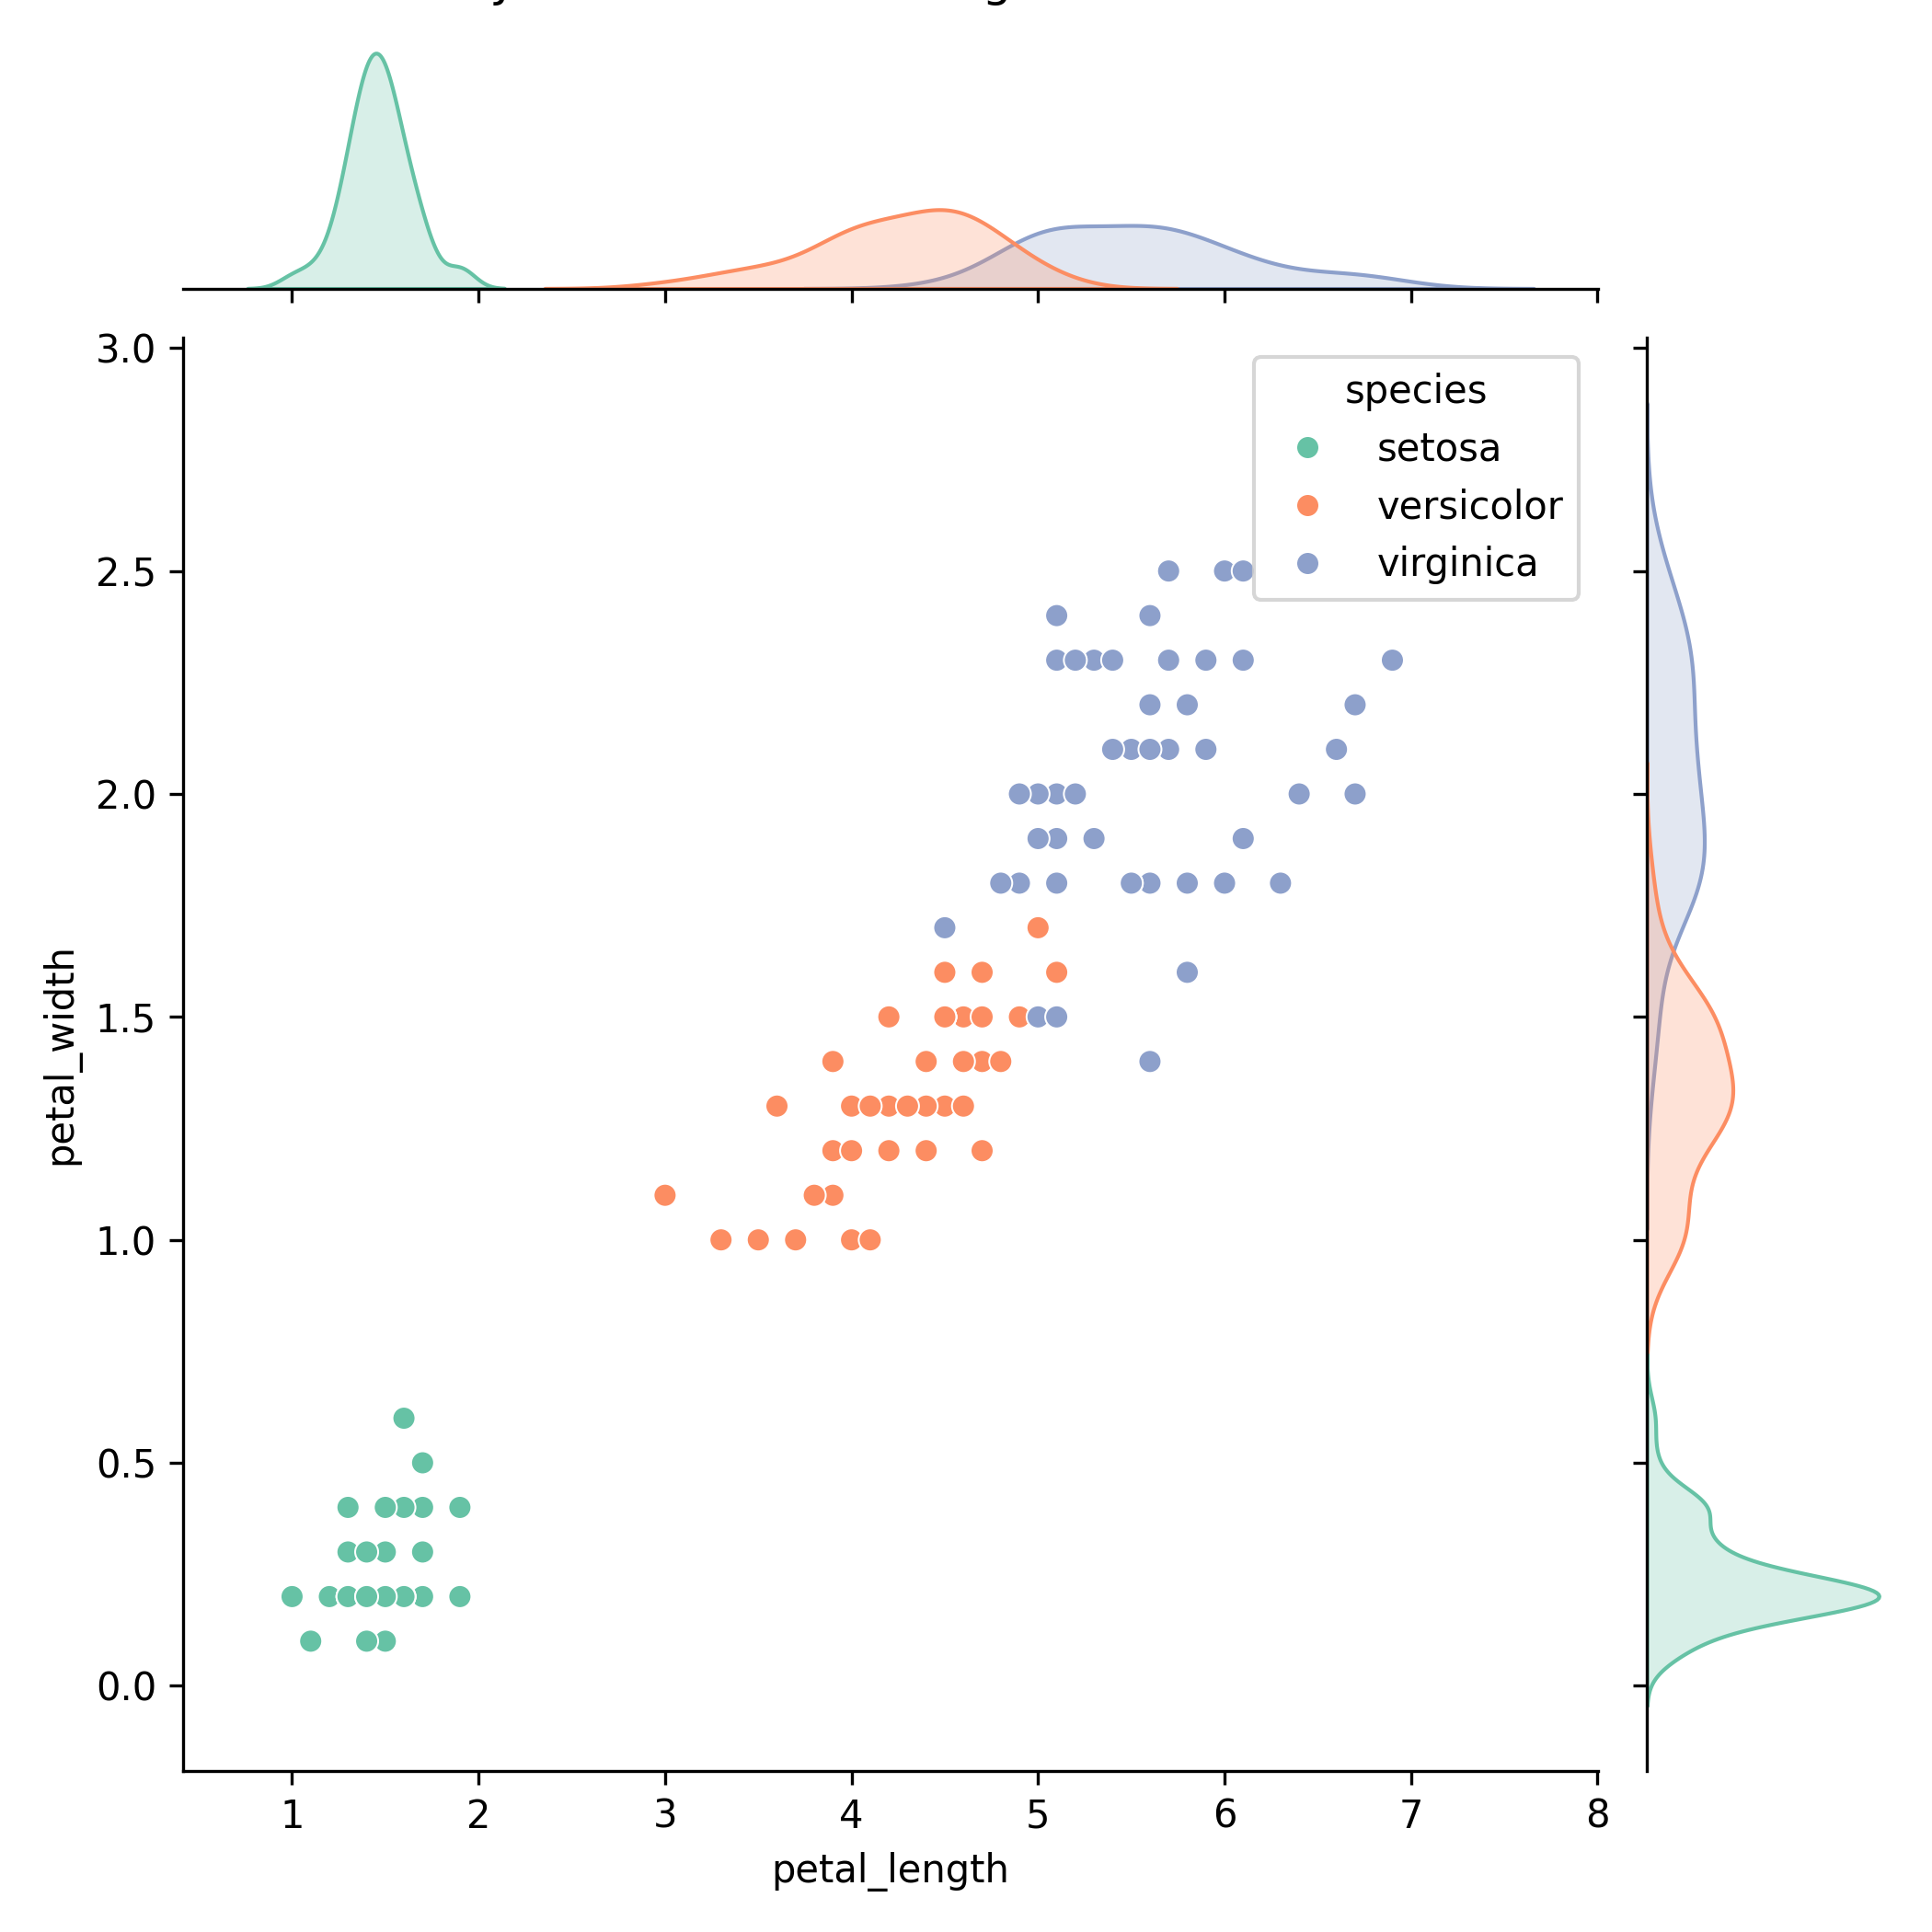 3.0
species
setosa
versicolor
virginica
2.5
2.0
1.5
1.0
0.5
0.0
petal_width
1 2 3 4 5 6 7 8
petal_length